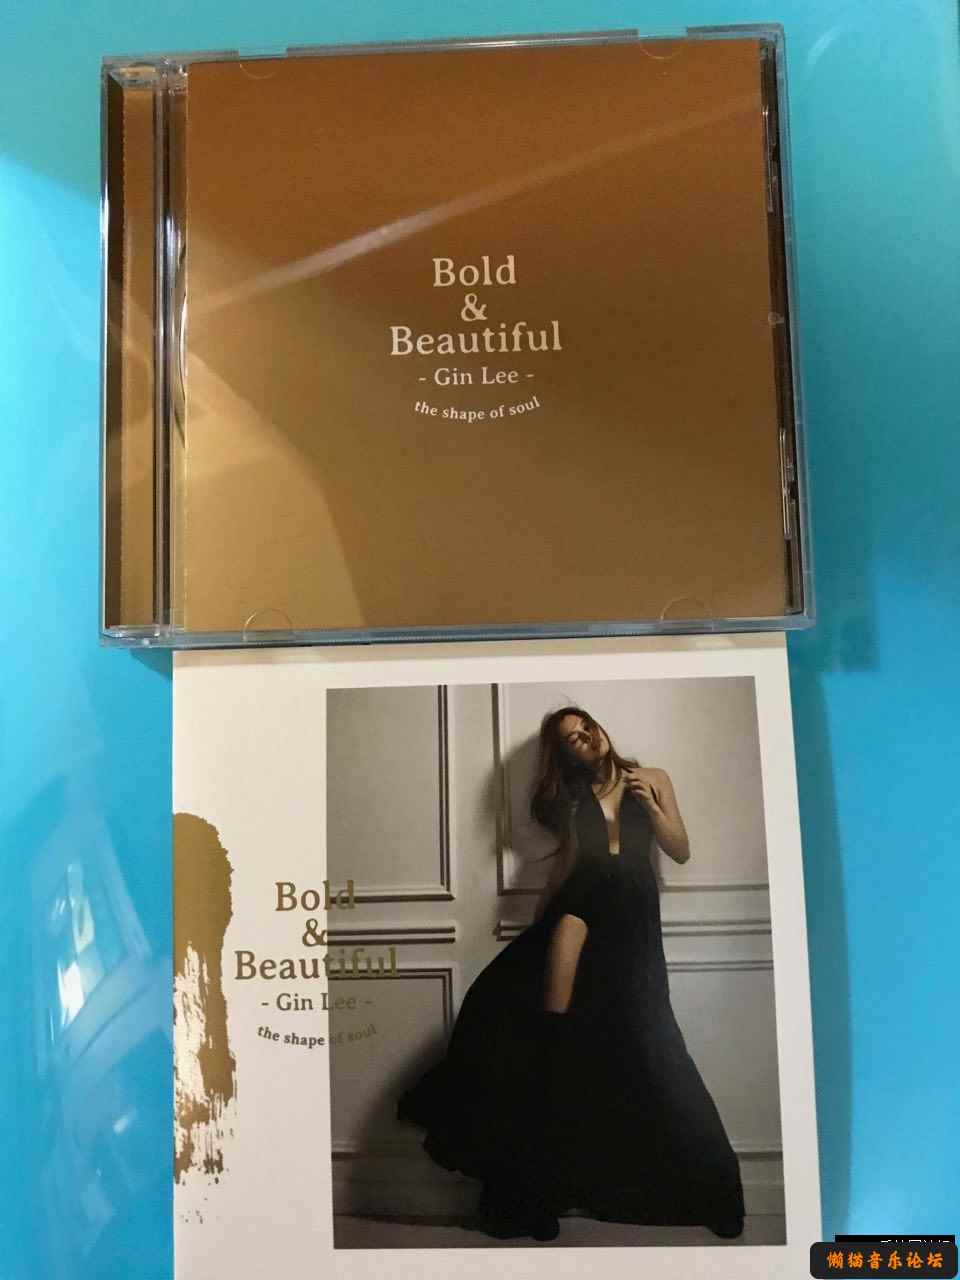 Bold
&
Beautiful
- Gin Lee -
the shape of soul
Bold
&
Beautiful
- Gin Lee -
the shape of soul
懒猫音乐论坛